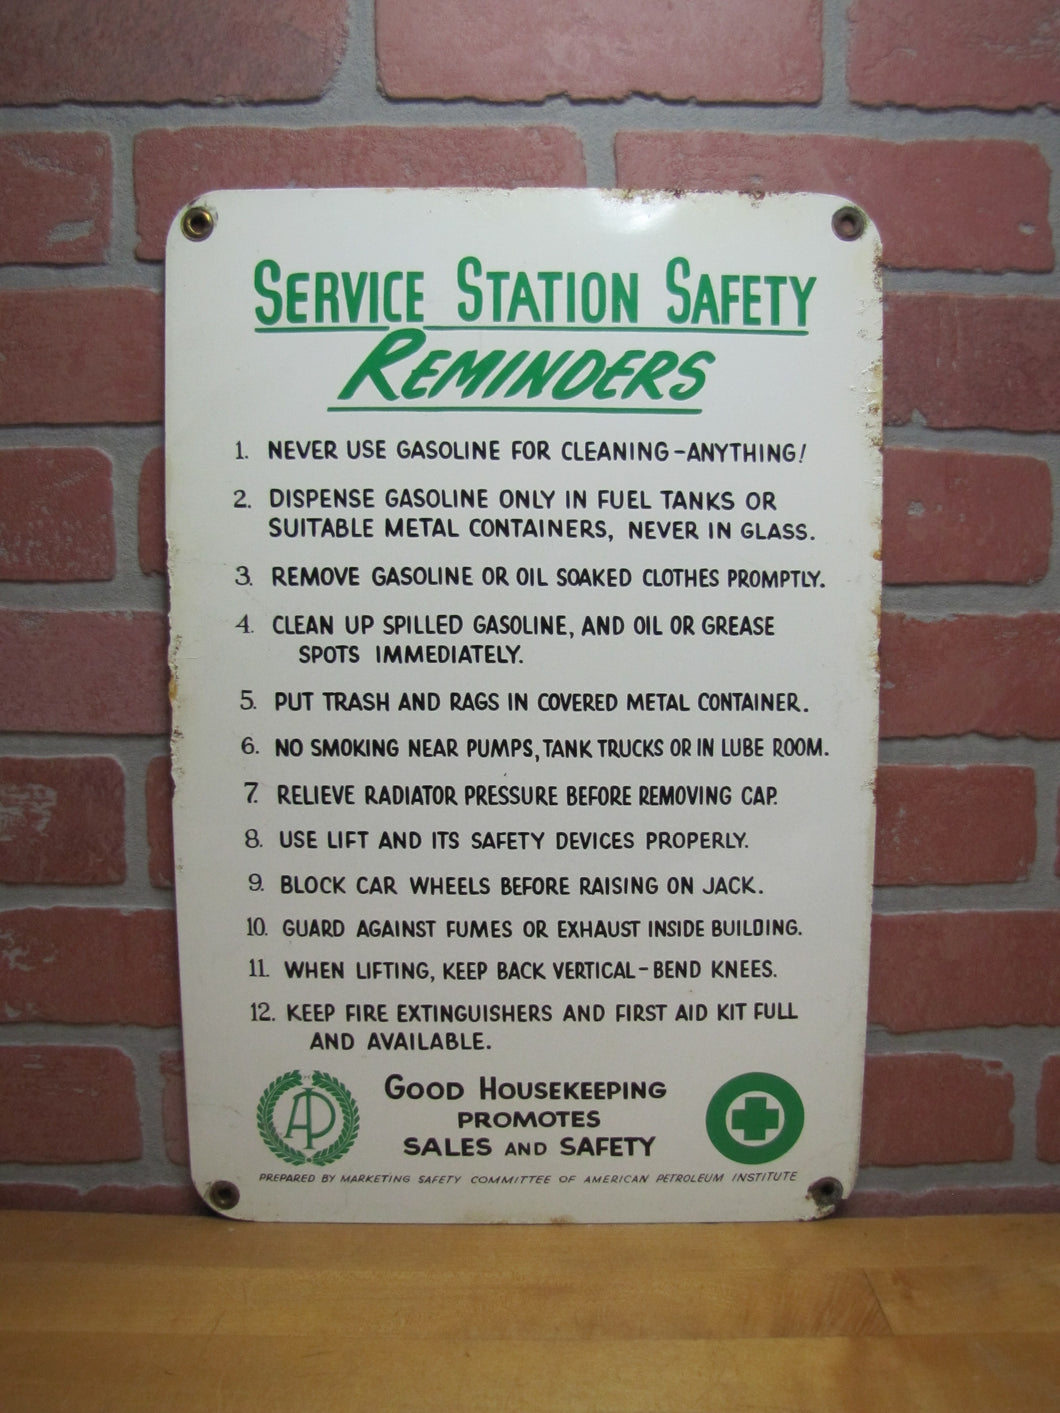 SERVICE STATION SAFETY
REMINDERS
1. NEVER USE GASOLINE FOR CLEANING - ANYTHING!
2. DISPENSE GASOLINE ONLY IN FUEL TANKS OR
SUITABLE METAL CONTAINERS, NEVER IN GLASS.
3. REMOVE GASOLINE OR OIL SOAKED CLOTHES PROMPTLY.
4. CLEAN UP SPILLED GASOLINE, AND OIL OR GREASE
SPOTS IMMEDIATELY.
5. PUT TRASH AND RAGS IN COVERED METAL CONTAINER.
6. NO SMOKING NEAR PUMPS, TANK TRUCKS OR IN LUBE ROOM.
7. RELIEVE RADIATOR PRESSURE BEFORE REMOVING CAP.
8. USE LIFT AND ITS SAFETY DEVICES PROPERLY.
9. BLOCK CAR WHEELS BEFORE RAISING ON JACK.
10. GUARD AGAINST FUMES OR EXHAUST INSIDE BUILDING.
11. WHEN LIFTING, KEEP BACK VERTICAL - BEND KNEES.
12. KEEP FIRE EXTINGUISHERS AND FIRST AID KIT FULL
AND AVAILABLE.
API
GOOD HOUSEKEEPING
PROMOTES
SALES AND SAFETY
PREPARED BY MARKETING SAFETY COMMITTEE OF AMERICAN PETROLEUM INSTITUTE